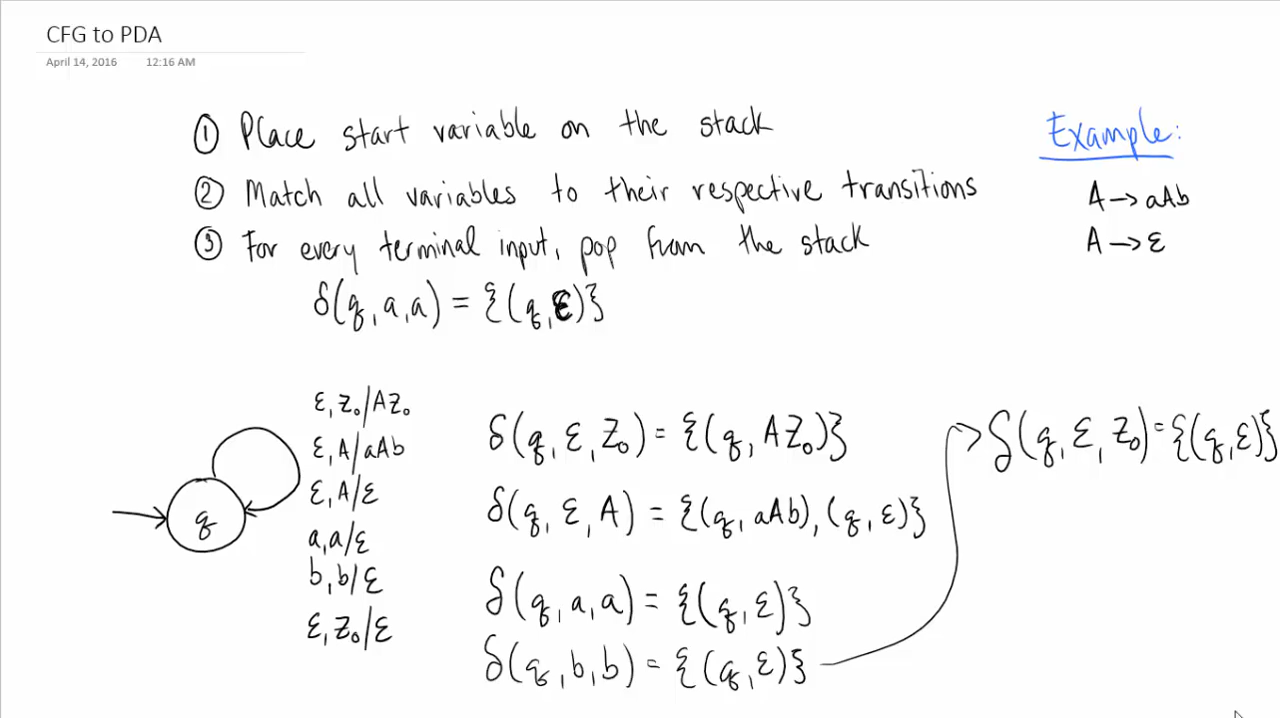 CFG to PDA
April 14, 2016 12:16 AM
① Place start variable on the stack
② Match all variables to their respective transitions
③ For every terminal input, pop from the stack
δ(q, a, a) = {(q, ε)}
Example:
A → aAb
A → ε
ε, Z₀/AZ₀
ε, A/aAb
ε, A/ε
a, a/ε
b, b/ε
ε, Z₀/ε
q
δ(q, ε, Z₀) = {(q, AZ₀)}
δ(q, ε, A) = {(q, aAb), (q, ε)}
δ(q, a, a) = {(q, ε)}
δ(q, b, b) = {(q, ε)}
δ(q, ε, Z₀) = {(q, ε)}